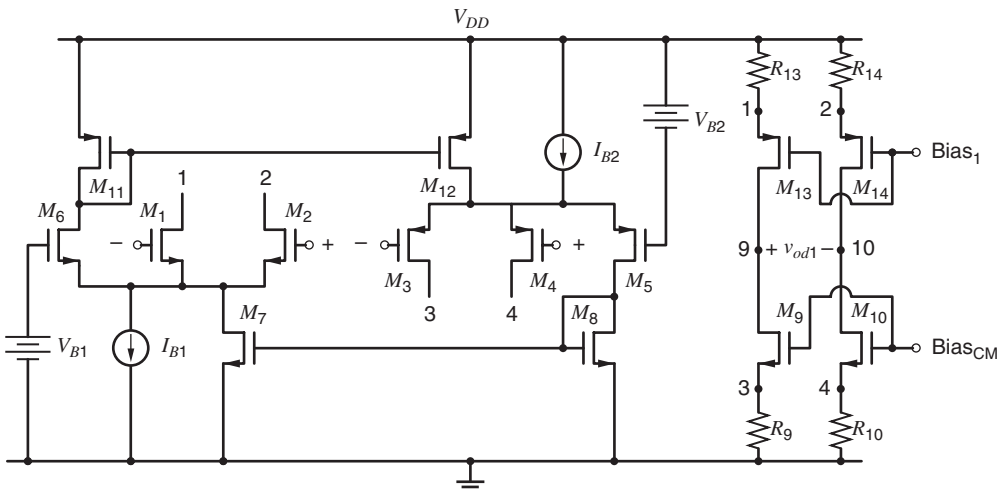 V_DD
R_13
R_14
1
2
V_B2
I_B2
Bias_1
M_11
1
2
M_12
M_13
M_14
M_6
M_1
M_2
−
+
−
+
9
+ v_od1 −
10
M_3
M_4
M_5
3
4
M_7
M_8
M_9
M_10
V_B1
I_B1
Bias_CM
3
4
R_9
R_10